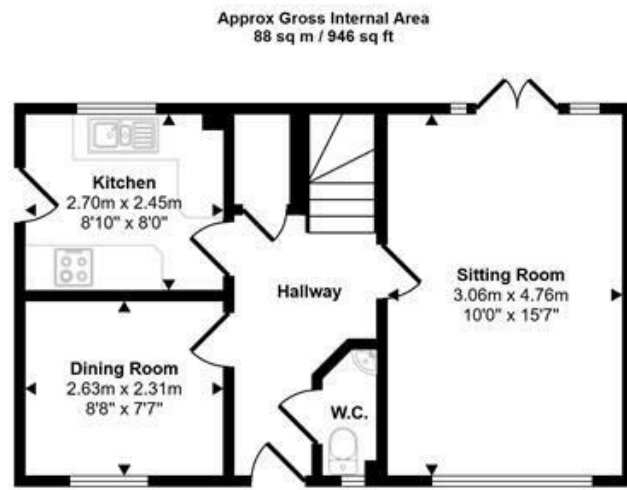 Approx Gross Internal Area
88 sq m / 946 sq ft
Kitchen
2.70m x 2.45m
8'10" x 8'0"
Hallway
Sitting Room
3.06m x 4.76m
10'0" x 15'7"
Dining Room
2.63m x 2.31m
8'8" x 7'7"
W.C.